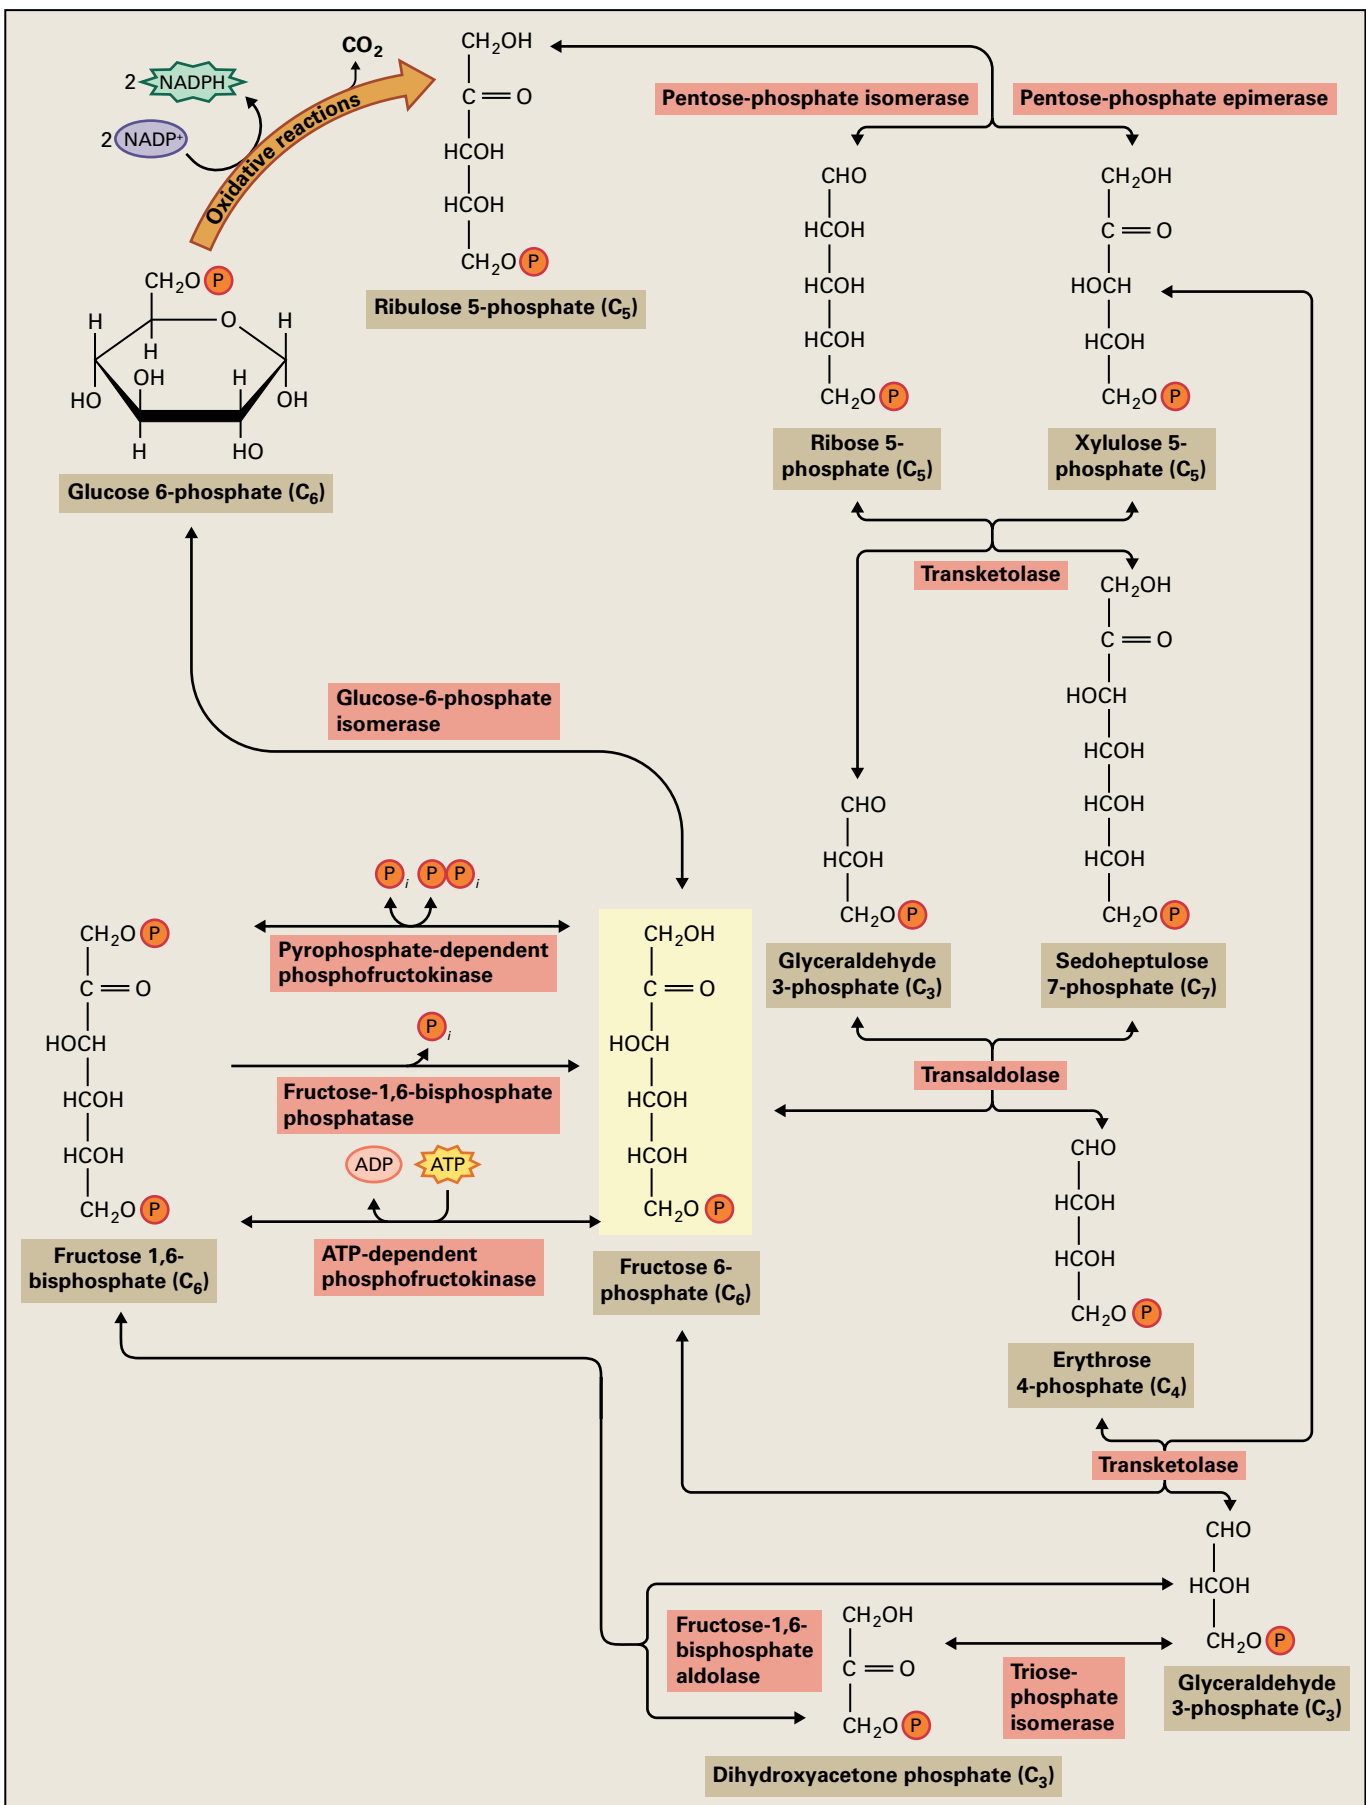 CO₂
2 NADPH
2 NADP⁺
Oxidative reactions
CH₂OH
C=O
HCOH
HCOH
CH₂O P
Ribulose 5-phosphate (C₅)
Pentose-phosphate isomerase
Pentose-phosphate epimerase
CHO
HCOH
HCOH
HCOH
CH₂O P
Ribose 5-
phosphate (C₅)
CH₂OH
C=O
HOCH
HCOH
CH₂O P
Xylulose 5-
phosphate (C₅)
CH₂O P
H
O
H
H
OH
H
HO
OH
H
HO
Glucose 6-phosphate (C₆)
Transketolase
Glucose-6-phosphate
isomerase
CHO
HCOH
CH₂O P
Glyceraldehyde
3-phosphate (C₃)
CH₂OH
C=O
HOCH
HCOH
HCOH
HCOH
CH₂O P
Sedoheptulose
7-phosphate (C₇)
CH₂O P
C=O
HOCH
HCOH
HCOH
CH₂O P
Fructose 1,6-
bisphosphate (C₆)
P i P P i
Pyrophosphate-dependent
phosphofructokinase
P i
Fructose-1,6-bisphosphate
phosphatase
ADP ATP
ATP-dependent
phosphofructokinase
CH₂OH
C=O
HOCH
HCOH
HCOH
CH₂O P
Fructose 6-
phosphate (C₆)
Transaldolase
CHO
HCOH
HCOH
CH₂O P
Erythrose
4-phosphate (C₄)
Transketolase
CHO
HCOH
CH₂O P
Glyceraldehyde
3-phosphate (C₃)
Fructose-1,6-
bisphosphate
aldolase
CH₂OH
C=O
CH₂O P
Dihydroxyacetone phosphate (C₃)
Triose-
phosphate
isomerase